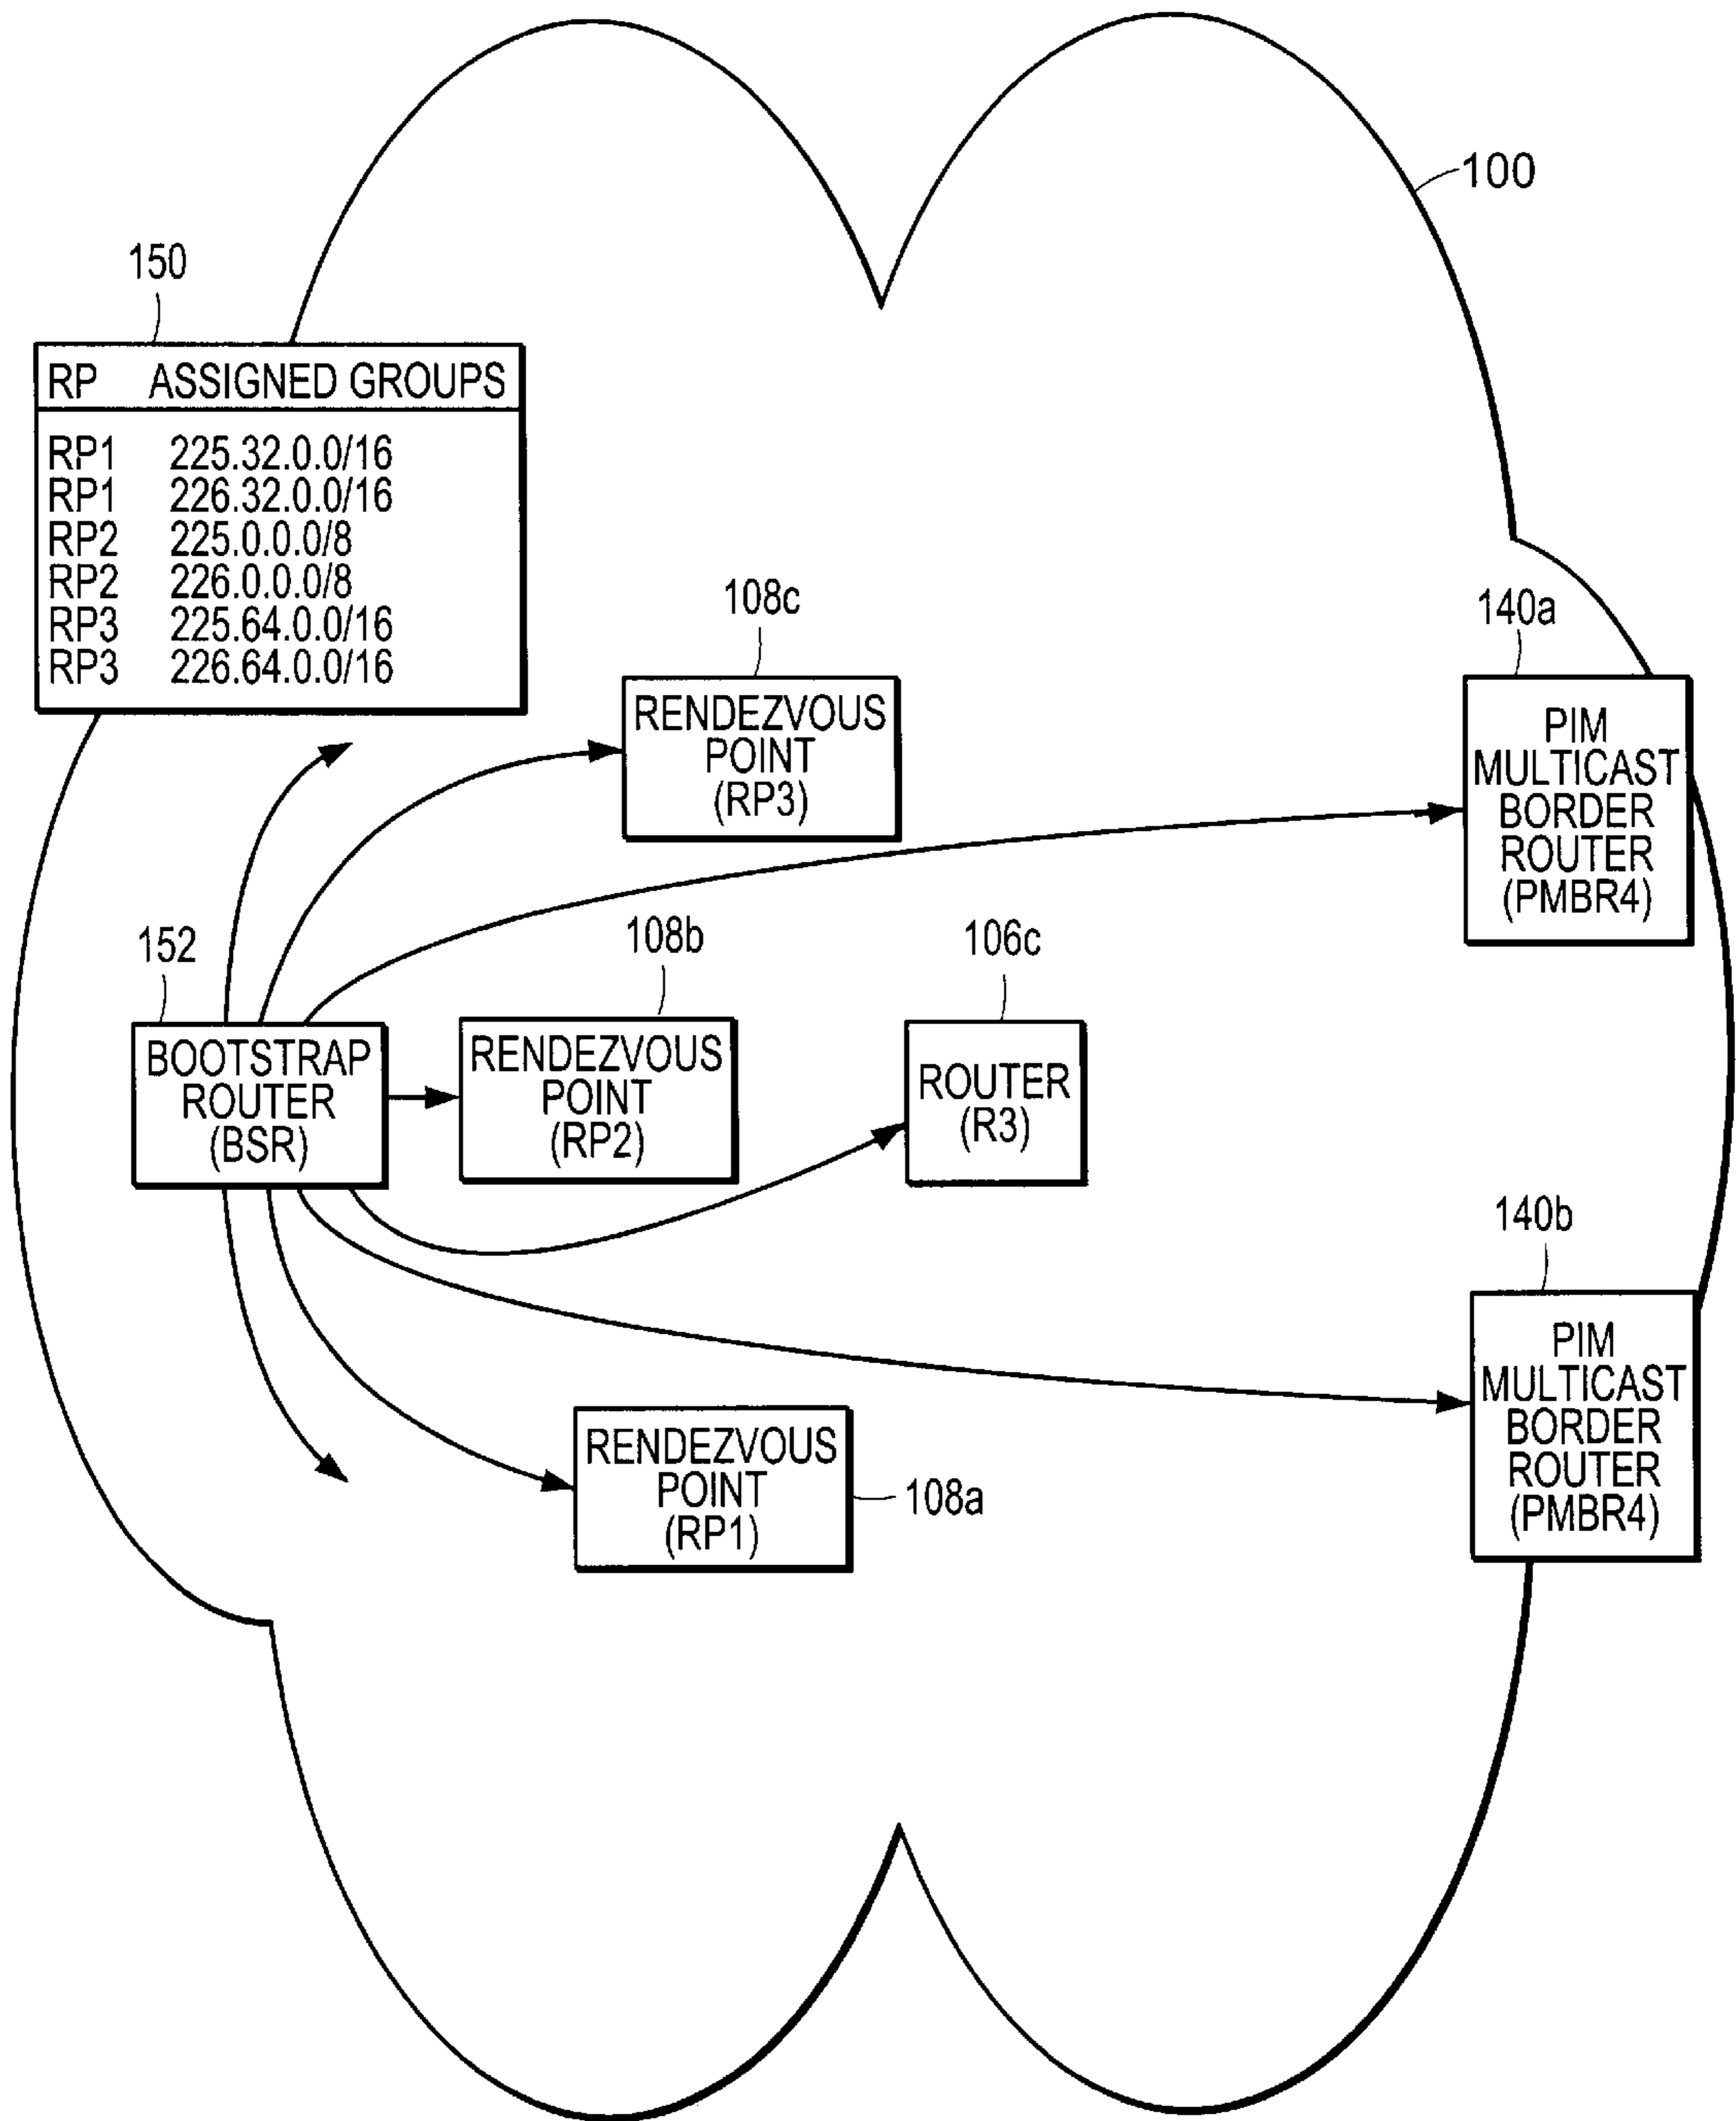 100
150
RP ASSIGNED GROUPS
RP1 225.32.0.0/16
RP1 226.32.0.0/16
RP2 225.0.0.0/8
RP2 226.0.0.0/8
RP3 225.64.0.0/16
RP3 226.64.0.0/16
108c
RENDEZVOUS
POINT
(RP3)
140a
PIM
MULTICAST
BORDER
ROUTER
(PMBR4)
152
BOOTSTRAP
ROUTER
(BSR)
108b
RENDEZVOUS
POINT
(RP2)
106c
ROUTER
(R3)
140b
PIM
MULTICAST
BORDER
ROUTER
(PMBR4)
RENDEZVOUS
POINT
(RP1)
108a